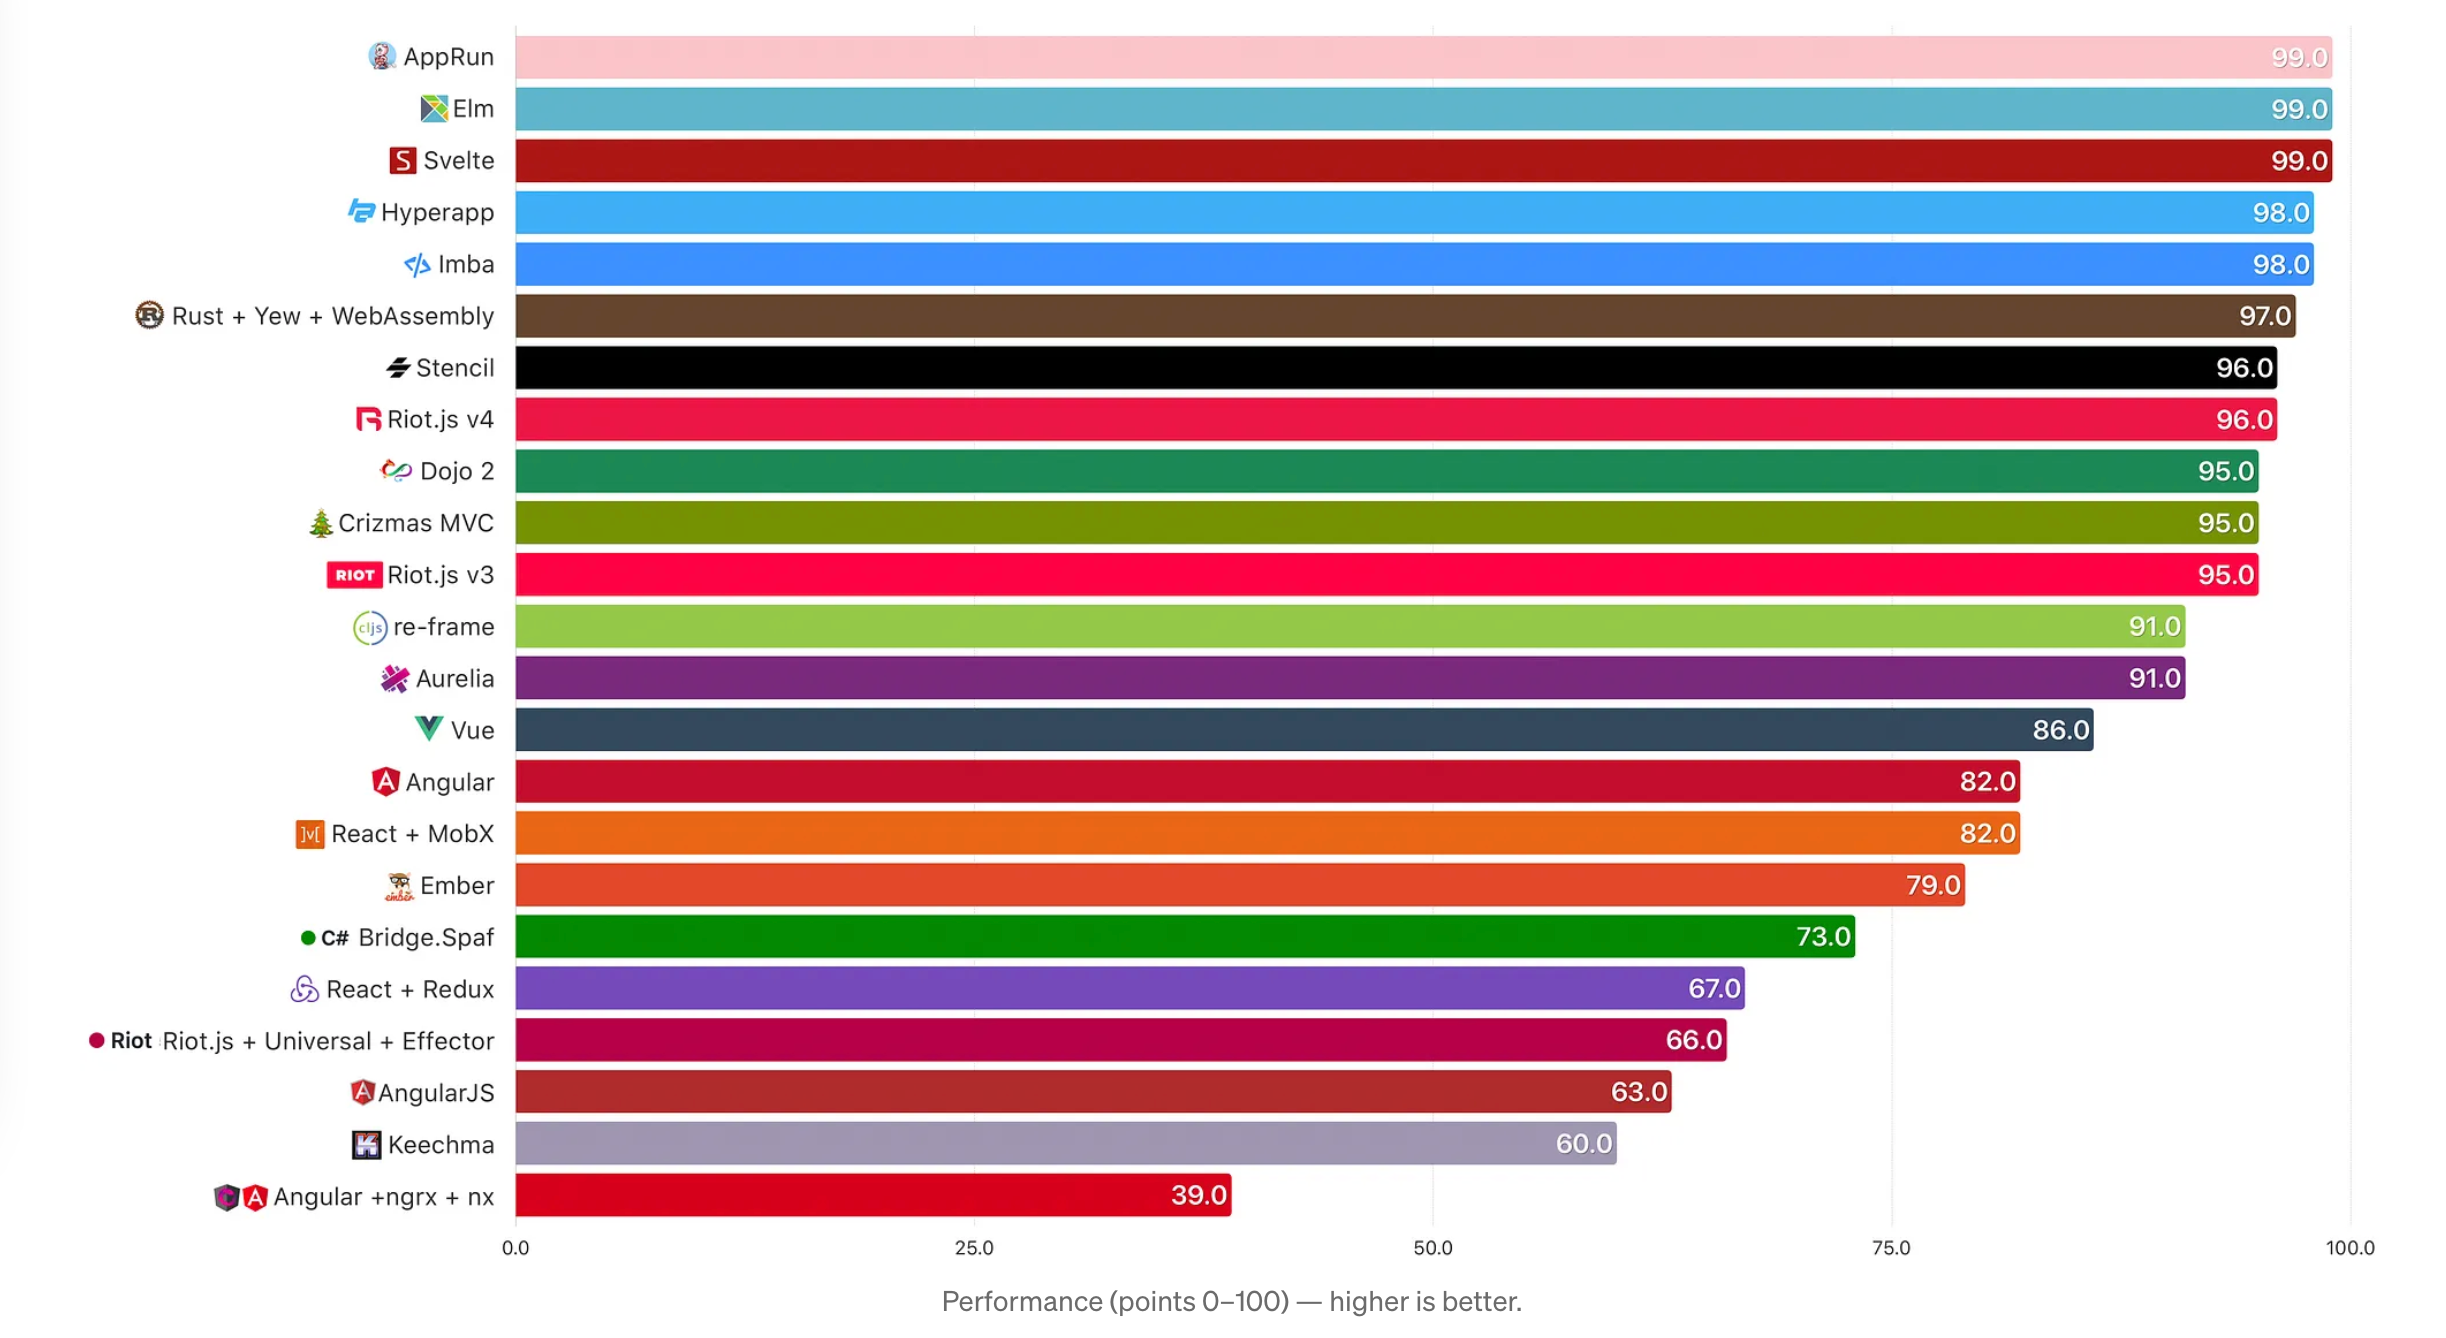 AppRun 99.0
Elm 99.0
S Svelte 99.0
Hyperapp 98.0
Imba 98.0
R Rust + Yew + WebAssembly 97.0
Stencil 96.0
Riot.js v4 96.0
Dojo 2 95.0
Crizmas MVC 95.0
RIOT Riot.js v3 95.0
cljs re-frame 91.0
Aurelia 91.0
Vue 86.0
A Angular 82.0
]v[ React + MobX 82.0
ember Ember 79.0
C# Bridge.Spaf 73.0
React + Redux 67.0
Riot Riot.js + Universal + Effector 66.0
A AngularJS 63.0
K Keechma 60.0
A Angular +ngrx + nx 39.0
0.0 25.0 50.0 75.0 100.0
Performance (points 0–100) — higher is better.